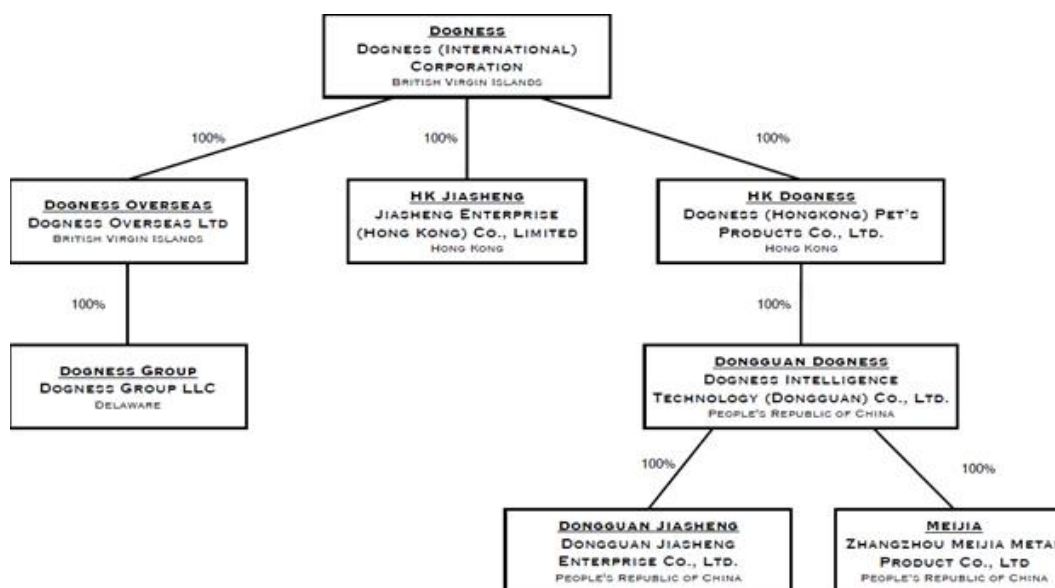 DOGNESS
DOGNESS (INTERNATIONAL)
CORPORATION
BRITISH VIRGIN ISLANDS
100%
100%
100%
DOGNESS OVERSEAS
DOGNESS OVERSEAS LTD
BRITISH VIRGIN ISLANDS
HK JIASHENG
JIASHENG ENTERPRISE
(HONG KONG) CO., LIMITED
HONG KONG
HK DOGNESS
DOGNESS (HONGKONG) PET'S
PRODUCTS CO., LTD.
HONG KONG
100%
100%
DOGNESS GROUP
DOGNESS GROUP LLC
DELAWARE
DONGGUAN DOGNESS
DOGNESS INTELLIGENCE
TECHNOLOGY (DONGGUAN) CO., LTD.
PEOPLE'S REPUBLIC OF CHINA
100%
100%
DONGGUAN JIASHENG
DONGGUAN JIASHENG
ENTERPRISE CO., LTD.
PEOPLE'S REPUBLIC OF CHINA
MEIJIA
ZHANGZHOU MEIJIA METAL
PRODUCT CO., LTD
PEOPLE'S REPUBLIC OF CHINA